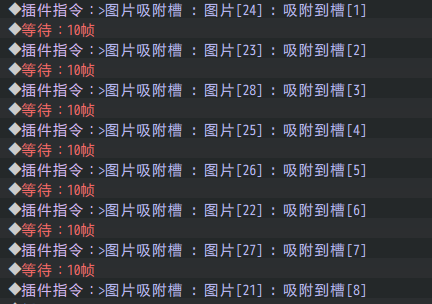 ◆插件指令：>图片吸附槽 : 图片[24] : 吸附到槽[1]
◆等待：10帧
◆插件指令：>图片吸附槽 : 图片[23] : 吸附到槽[2]
◆等待：10帧
◆插件指令：>图片吸附槽 : 图片[28] : 吸附到槽[3]
◆等待：10帧
◆插件指令：>图片吸附槽 : 图片[25] : 吸附到槽[4]
◆等待：10帧
◆插件指令：>图片吸附槽 : 图片[26] : 吸附到槽[5]
◆等待：10帧
◆插件指令：>图片吸附槽 : 图片[22] : 吸附到槽[6]
◆等待：10帧
◆插件指令：>图片吸附槽 : 图片[27] : 吸附到槽[7]
◆等待：10帧
◆插件指令：>图片吸附槽 : 图片[21] : 吸附到槽[8]